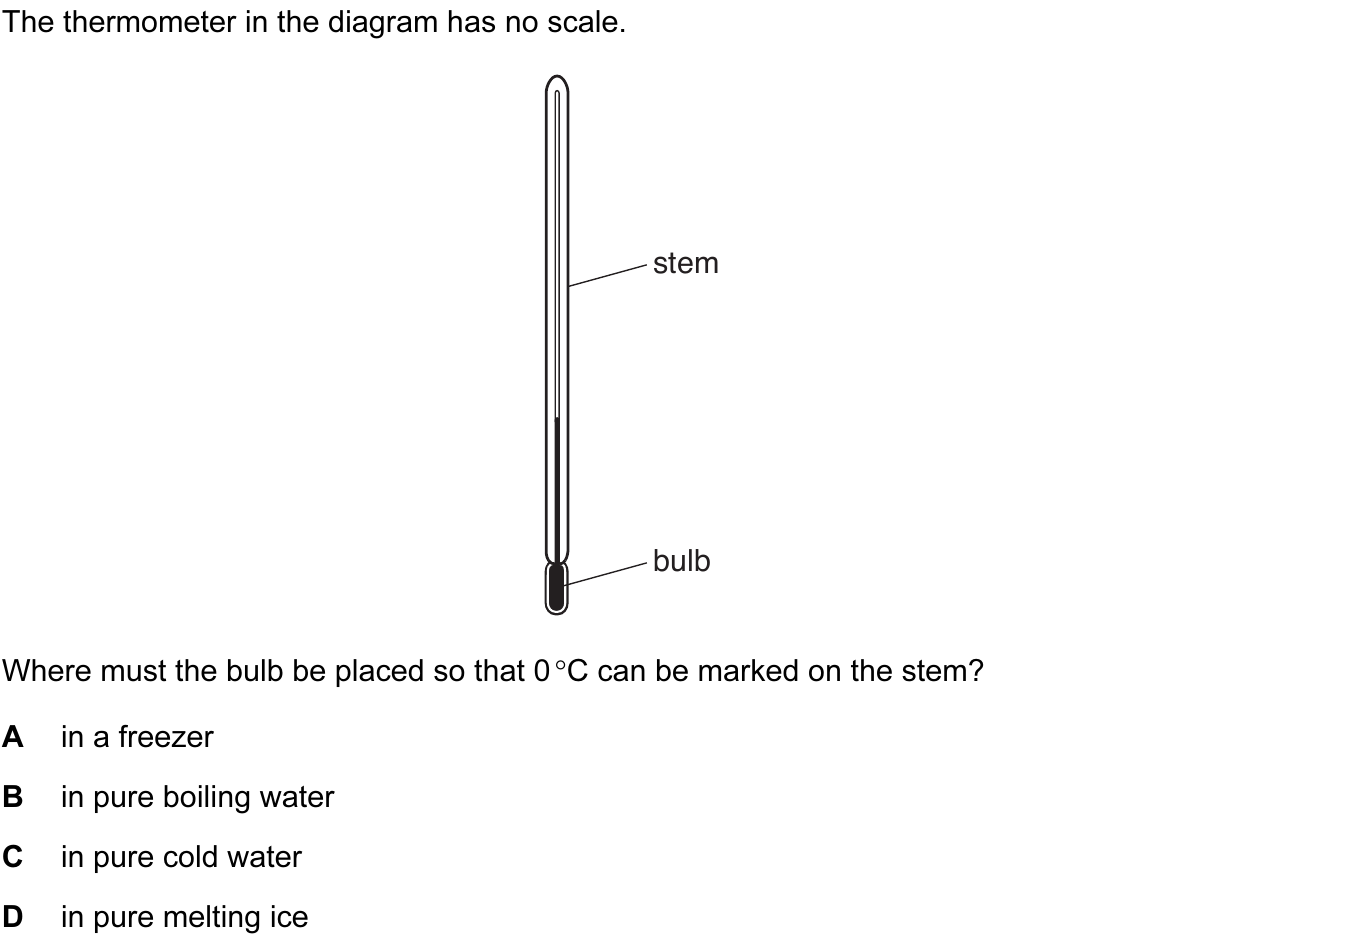 The thermometer in the diagram has no scale.
stem
bulb
Where must the bulb be placed so that 0 °C can be marked on the stem?
A in a freezer
B in pure boiling water
C in pure cold water
D in pure melting ice